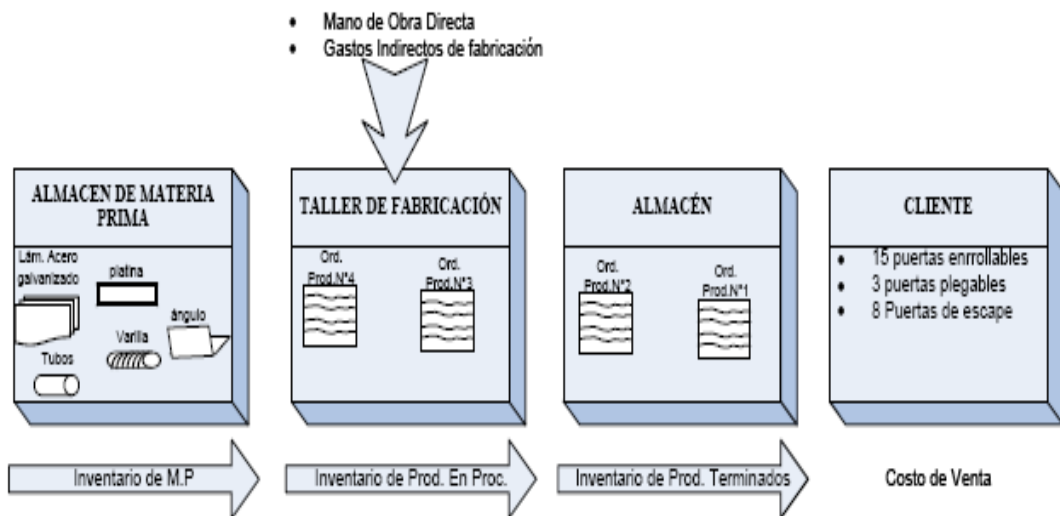 • Mano de Obra Directa
• Gastos Indirectos de fabricación
ALMACEN DE MATERIA
PRIMA
Lám. Acero
galvanizado
platina
ángulo
Varilla
Tubos
TALLER DE FABRICACIÓN
Ord.
Prod.N°4
Ord.
Prod.N°3
ALMACÉN
Ord.
Prod.N°2
Ord.
Prod.N°1
CLIENTE
• 15 puertas enrrollables
• 3 puertas plegables
• 8 Puertas de escape
Inventario de M.P
Inventario de Prod. En Proc.
Inventario de Prod. Terminados
Costo de Venta